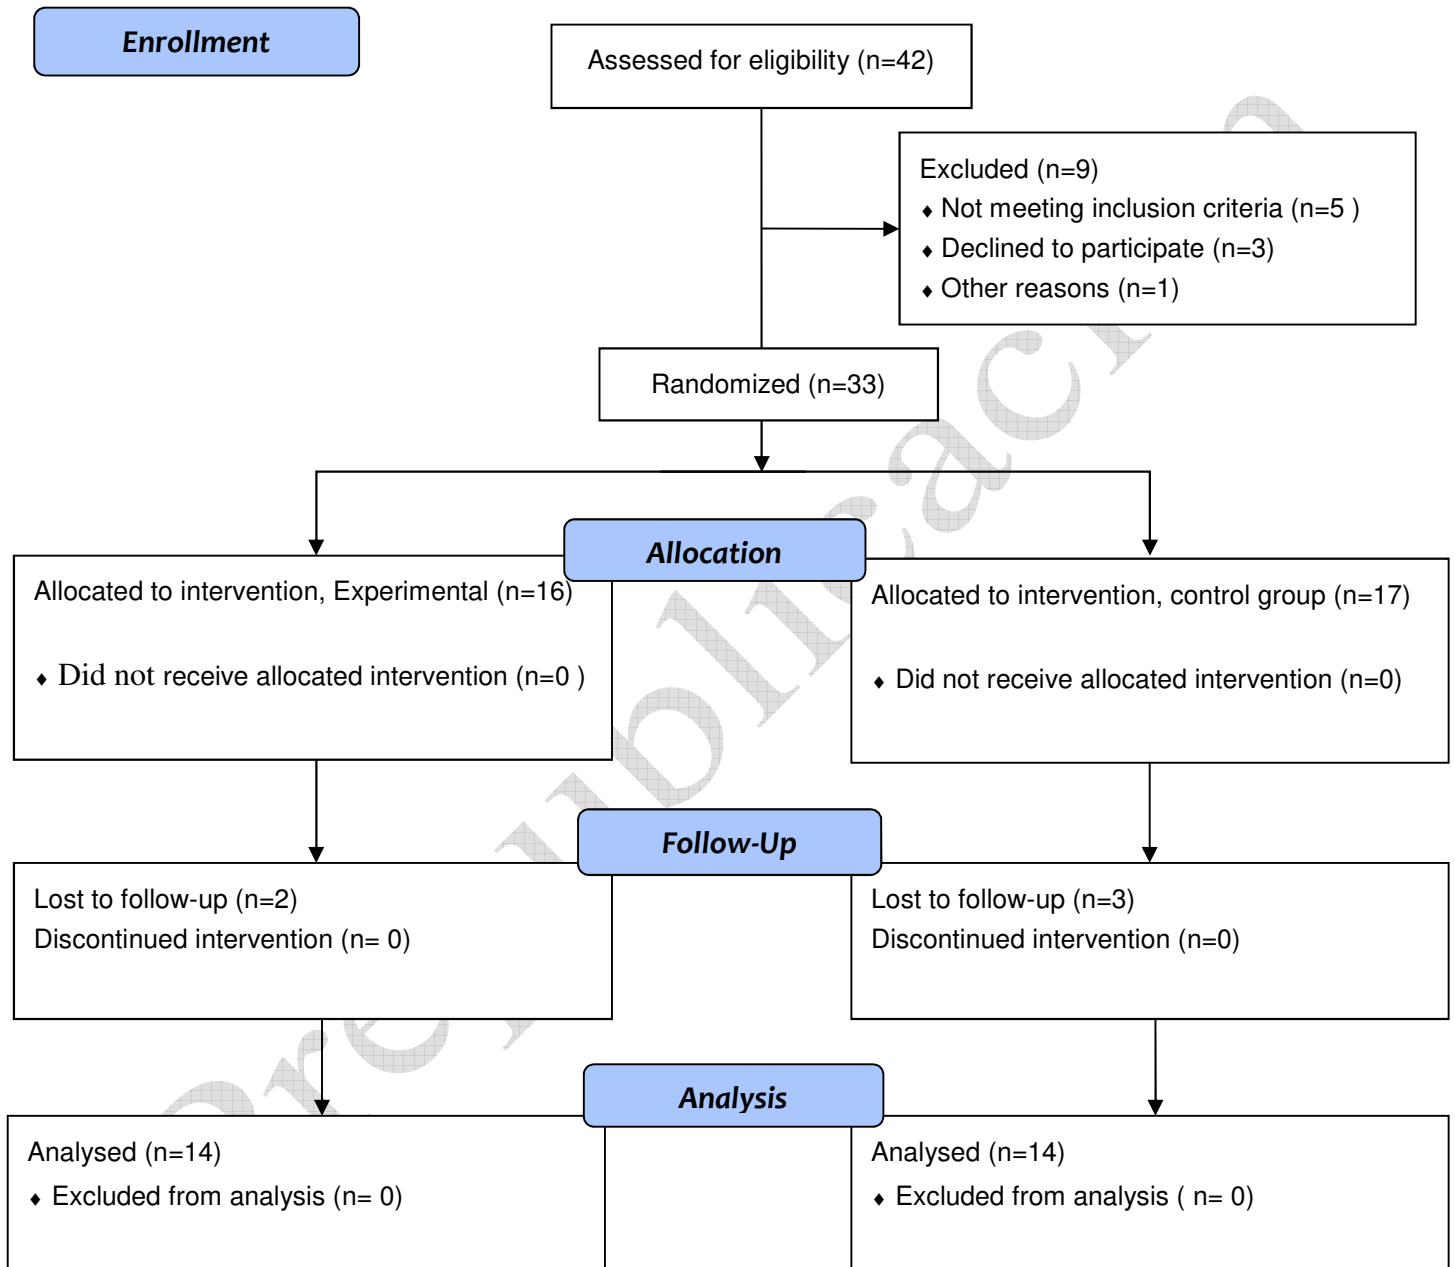 Enrollment
Assessed for eligibility (n=42)
Excluded (n=9)
♦ Not meeting inclusion criteria (n=5 )
♦ Declined to participate (n=3)
♦ Other reasons (n=1)
Randomized (n=33)
Allocation
Allocated to intervention, Experimental (n=16)
♦ Did not receive allocated intervention (n=0 )
Allocated to intervention, control group (n=17)
♦ Did not receive allocated intervention (n=0)
Follow-Up
Lost to follow-up (n=2)
Discontinued intervention (n= 0)
Lost to follow-up (n=3)
Discontinued intervention (n=0)
Analysis
Analysed (n=14)
♦ Excluded from analysis (n= 0)
Analysed (n=14)
♦ Excluded from analysis ( n= 0)